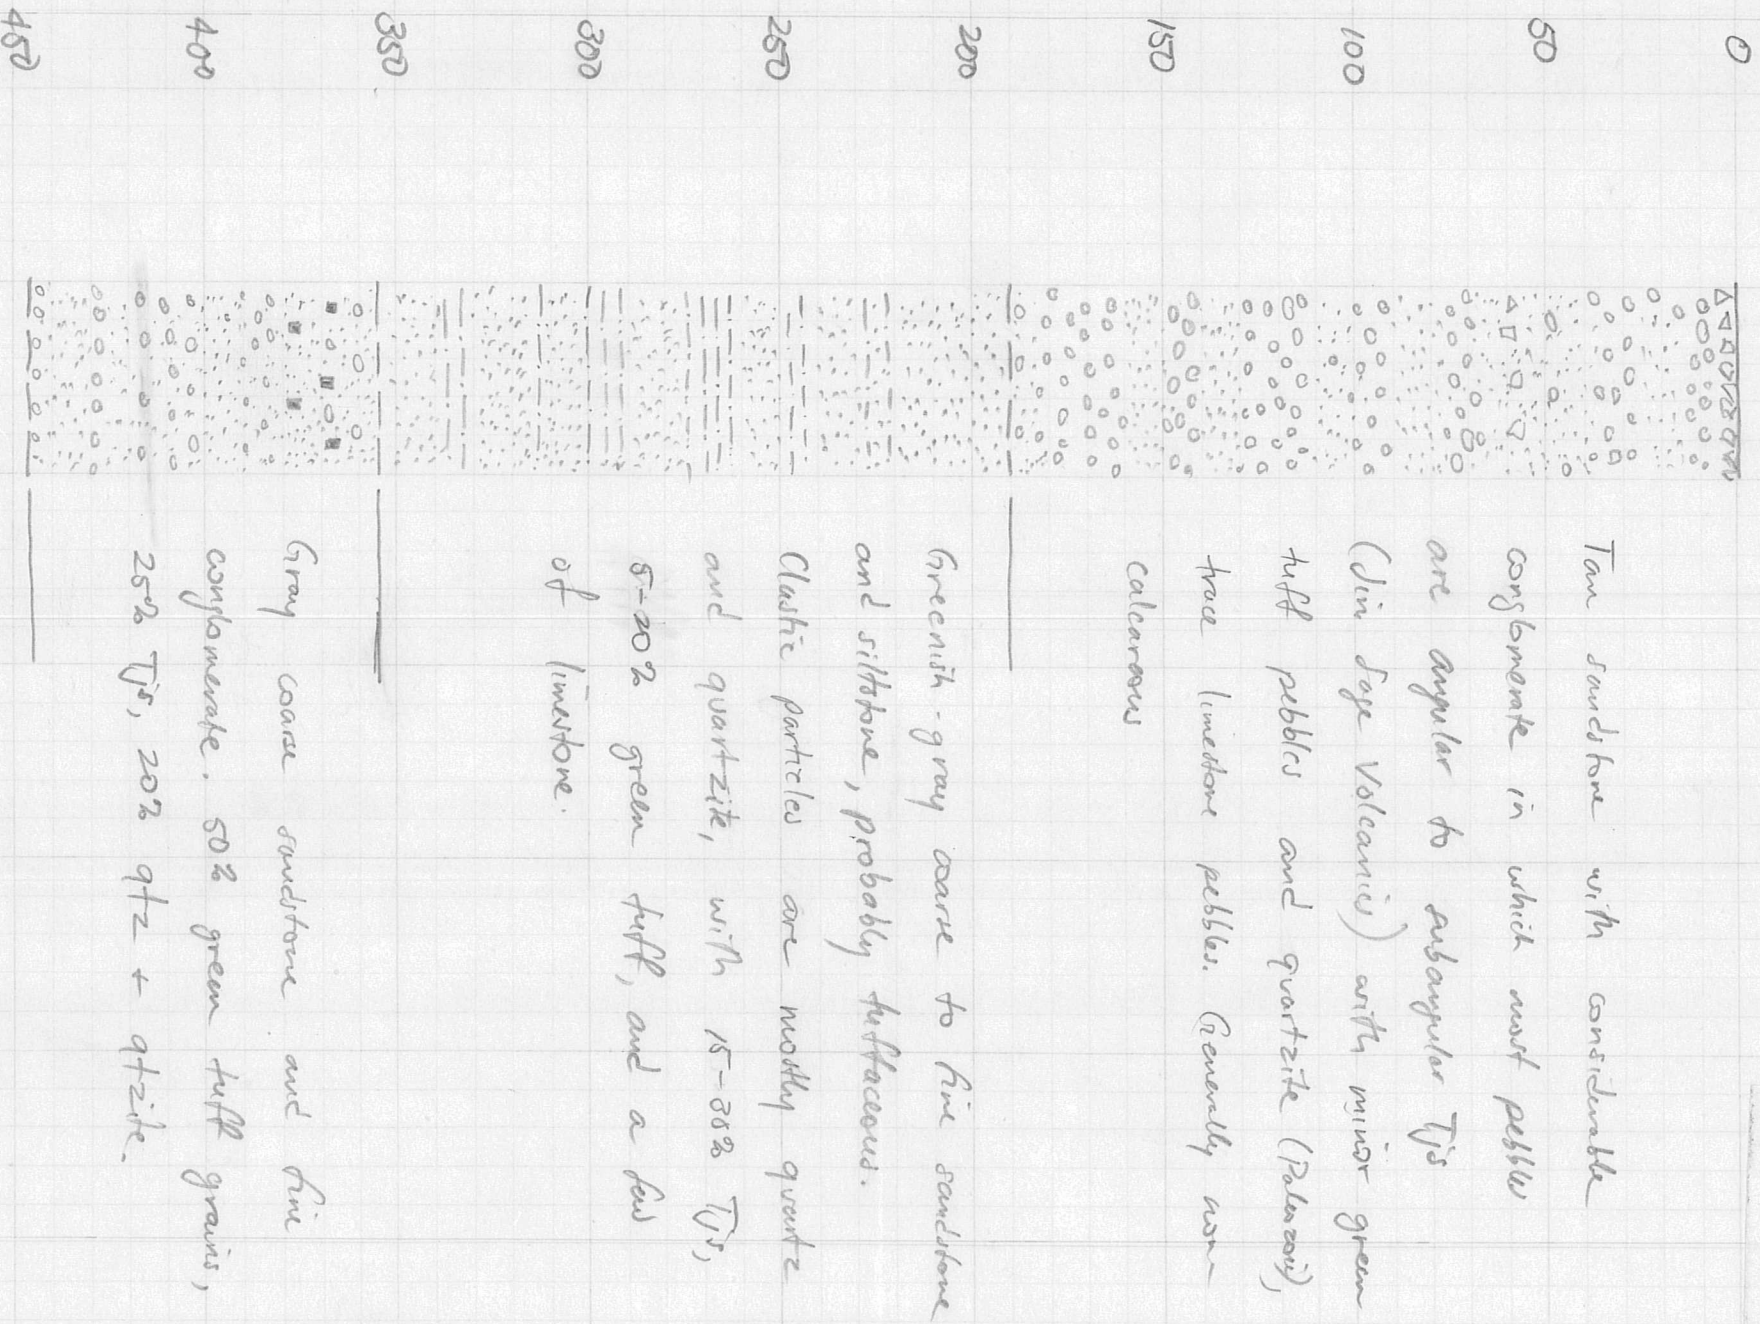 0
50
100
150
200
250
300
350
400
450
Tan sandstone with considerable
conglomerate in which most pebbles
are angular to subangular Tjs
(Jim Sage Volcanics) with minor green
tuff pebbles and quartzite (Paleozoic),
trace limestone pebbles. Generally non-
calcareous
Greenish-gray coarse to fine sandstone
and siltstone, probably tuffaceous.
Clastic particles are mostly quartz
and quartzite, with 15-30% Tjs,
5-20% green tuff, and a few
of limestone.
Gray coarse sandstone and fine
conglomerate. 50% green tuff grains,
25% Tjs, 20% qtz + qtzite.